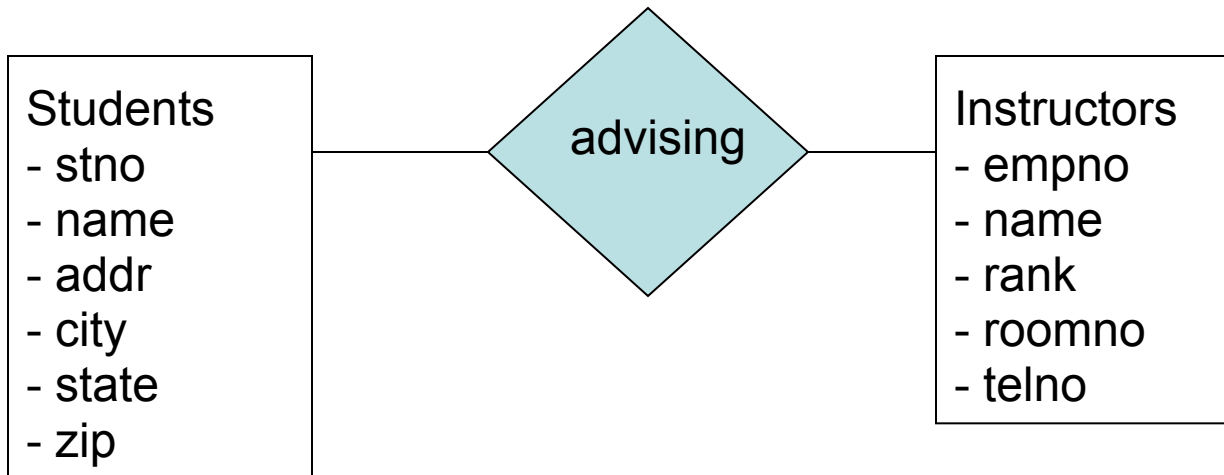 Students
- stno
- name
- addr
- city
- state
- zip
advising
Instructors
- empno
- name
- rank
- roomno
- telno